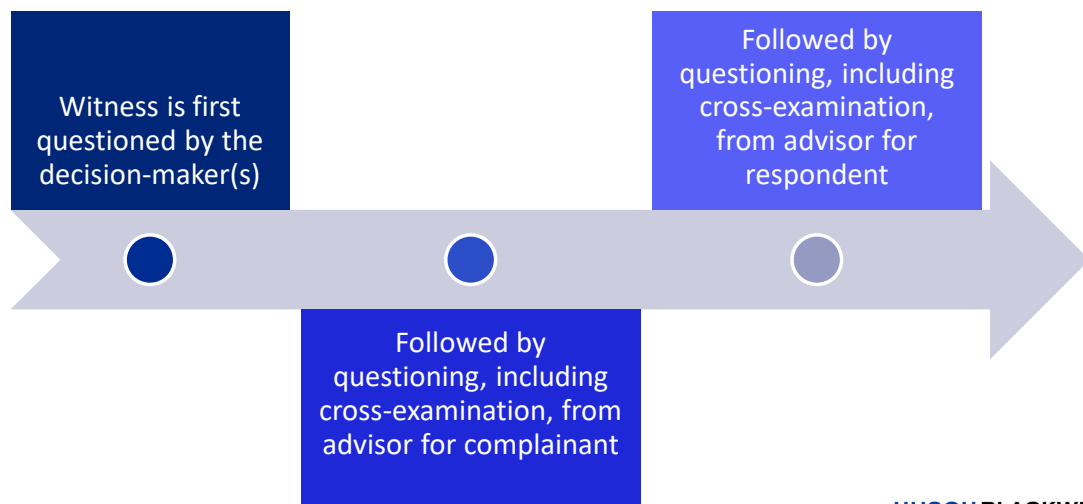 Witness is first
questioned by the
decision-maker(s)
Followed by
questioning, including
cross-examination, from
advisor for complainant
Followed by
questioning, including
cross-examination,
from advisor for
respondent